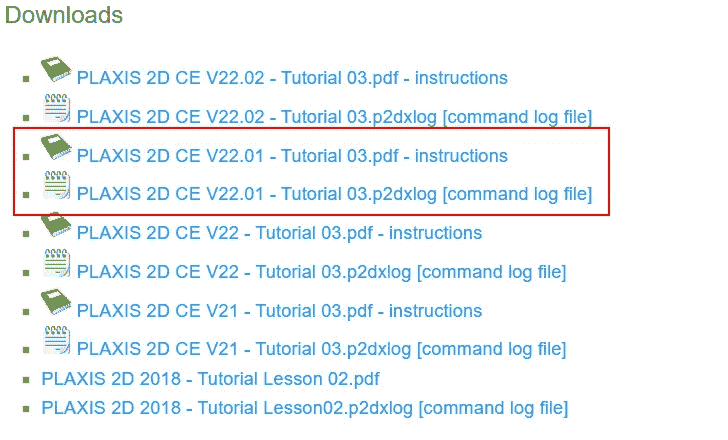 Downloads
PLAXIS 2D CE V22.02 - Tutorial 03.pdf - instructions
PLAXIS 2D CE V22.02 - Tutorial 03.p2dxlog [command log file]
PLAXIS 2D CE V22.01 - Tutorial 03.pdf - instructions
PLAXIS 2D CE V22.01 - Tutorial 03.p2dxlog [command log file]
PLAXIS 2D CE V22 - Tutorial 03.pdf - instructions
PLAXIS 2D CE V22 - Tutorial 03.p2dxlog [command log file]
PLAXIS 2D CE V21 - Tutorial 03.pdf - instructions
PLAXIS 2D CE V21 - Tutorial 03.p2dxlog [command log file]
PLAXIS 2D 2018 - Tutorial Lesson 02.pdf
PLAXIS 2D 2018 - Tutorial Lesson02.p2dxlog [command log file]